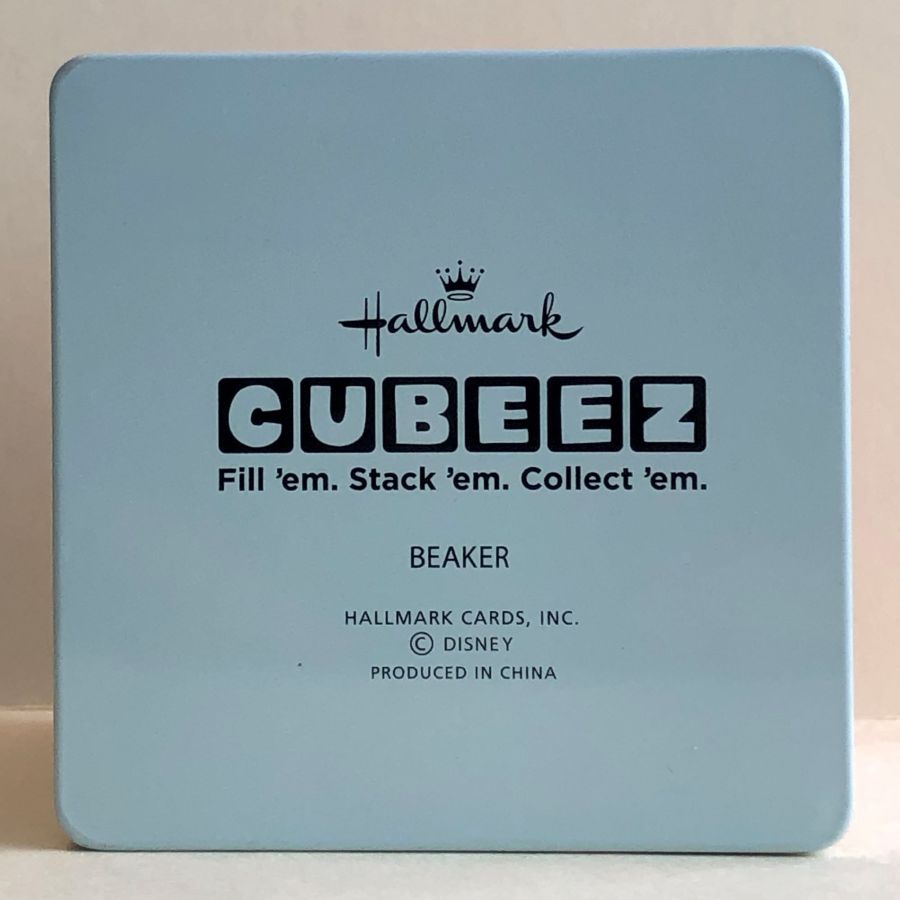 Hallmark
CUBEEZ
Fill 'em. Stack 'em. Collect 'em.
BEAKER
HALLMARK CARDS, INC.
© DISNEY
PRODUCED IN CHINA